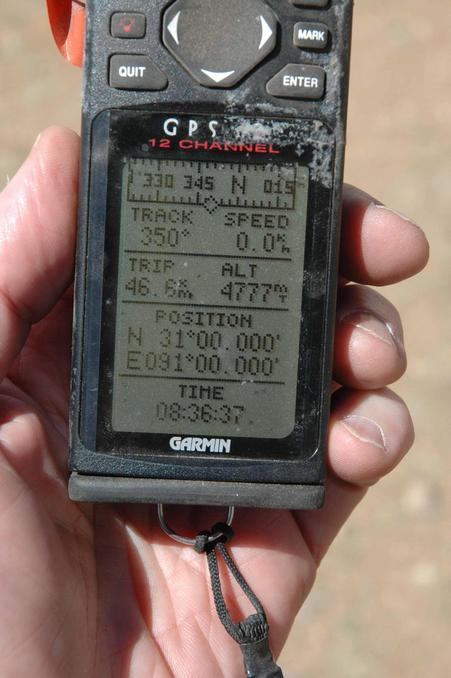 MARK
QUIT
ENTER
GPS
12 CHANNEL
330 345 N 015
TRACK SPEED
350° 0.0
TRIP ALT
46.6 4777
POSITION
N 31°00.000'
E091°00.000'
TIME
08:36:37
GARMIN